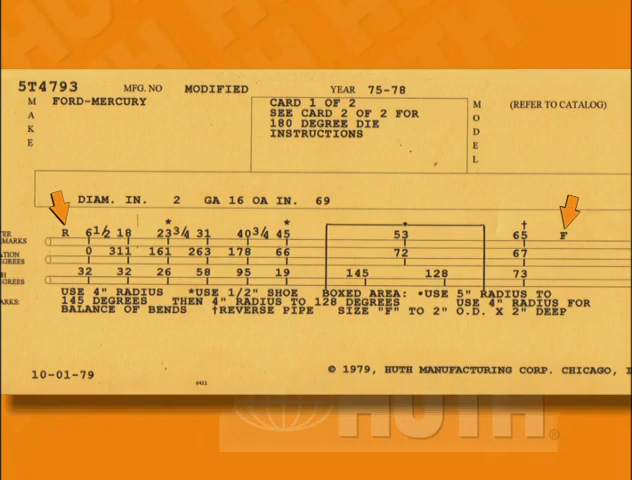 5T4793 MFG. NO MODIFIED YEAR 75-78
MAKE FORD-MERCURY
CARD 1 OF 2
SEE CARD 2 OF 2 FOR
180 DEGREE DIE
INSTRUCTIONS
MODEL (REFER TO CATALOG)
DIAM. IN. 2 GA 16 OA IN. 69
R 6 1/2 18 23 3/4 * 31 40 3/4 45 * 53 • 65 † F
MARKS
0 311 161 263 178 66 72 67
32 32 26 58 95 19 145 128 73
USE 4" RADIUS *USE 1/2" SHOE BOXED AREA: •USE 5" RADIUS TO
145 DEGREES THEN 4" RADIUS TO 128 DEGREES USE 4" RADIUS FOR
BALANCE OF BENDS †REVERSE PIPE SIZE "F" TO 2" O.D. X 2" DEEP
10-01-79
© 1979, HUTH MANUFACTURING CORP. CHICAGO,
HUTH ®